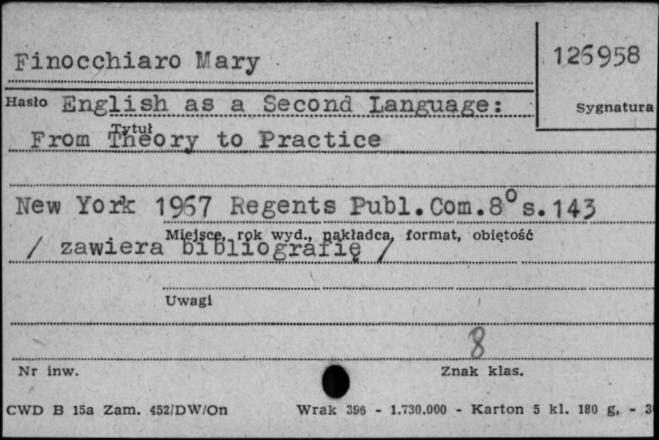 Finocchiaro Mary
126958
Hasło English as a Second Language:
Sygnatura
Tytuł
From Theory to Practice
New York 1967 Regents Publ.Com.8° s.143
Miejsce, rok wyd., nakładca, format, objętość
/ zawiera bibliografię /
Uwagi
8
Nr inw.
Znak klas.
CWD B 15a Zam. 452/DW/On Wrak 396 - 1.730.000 - Karton 5 kl. 180 g, -